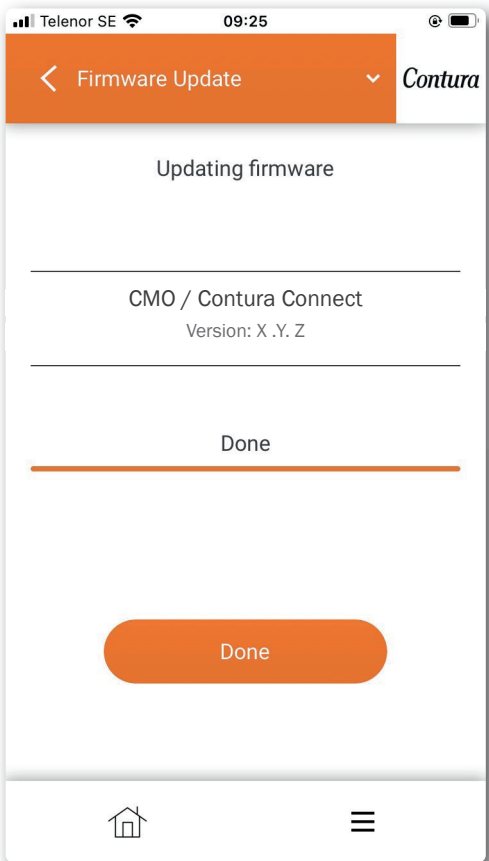 Telenor SE 09:25
Firmware Update
Contura
Updating firmware
CMO / Contura Connect
Version: X .Y. Z
Done
Done